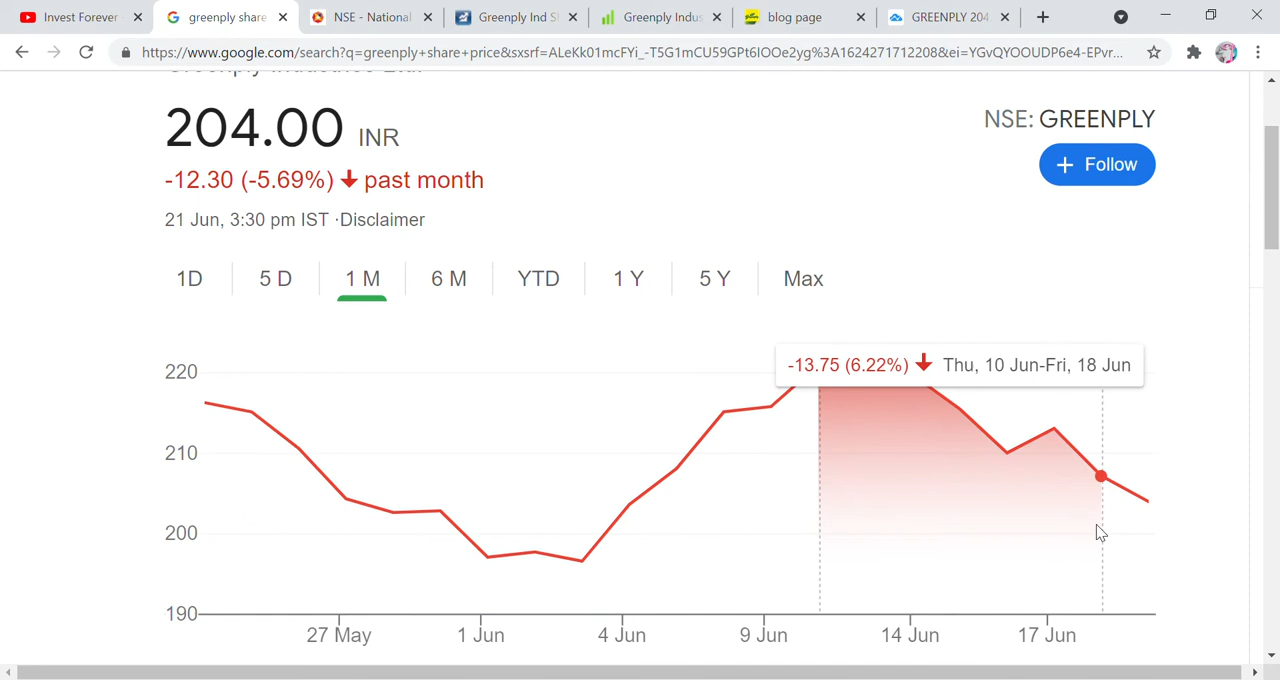 Invest Forever
greenply share
NSE - National
Greenply Ind S
Greenply Indus
blog page
GREENPLY 204
https://www.google.com/search?q=greenply+share+price&sxsrf=ALeKk01mcFYi_-T5G1mCU59GPt6IOOe2yg%3A1624271712208&ei=YGvQYOOUDP6e4-EPvr...
Greenply Industries Ltd.
204.00 INR
NSE: GREENPLY
-12.30 (-5.69%) past month
+ Follow
21 Jun, 3:30 pm IST ·Disclaimer
1D 5 D 1 M 6 M YTD 1 Y 5 Y Max
-13.75 (6.22%) Thu, 10 Jun-Fri, 18 Jun
220
210
200
190
27 May 1 Jun 4 Jun 9 Jun 14 Jun 17 Jun